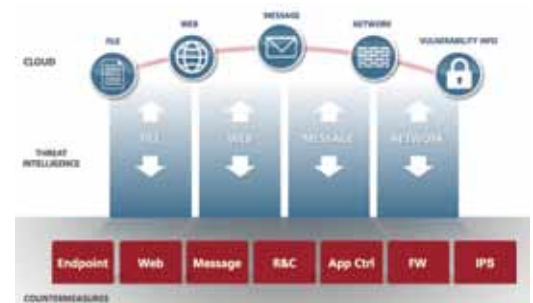 MESSAGE
WEB
NETWORK
FILE
VULNERABILITY INFO
CLOUD
FILE
WEB
MESSAGE
NETWORK
THREAT
INTELLIGENCE
Endpoint
Web
Message
R&C
App Ctrl
FW
IPS
COUNTERMEASURES